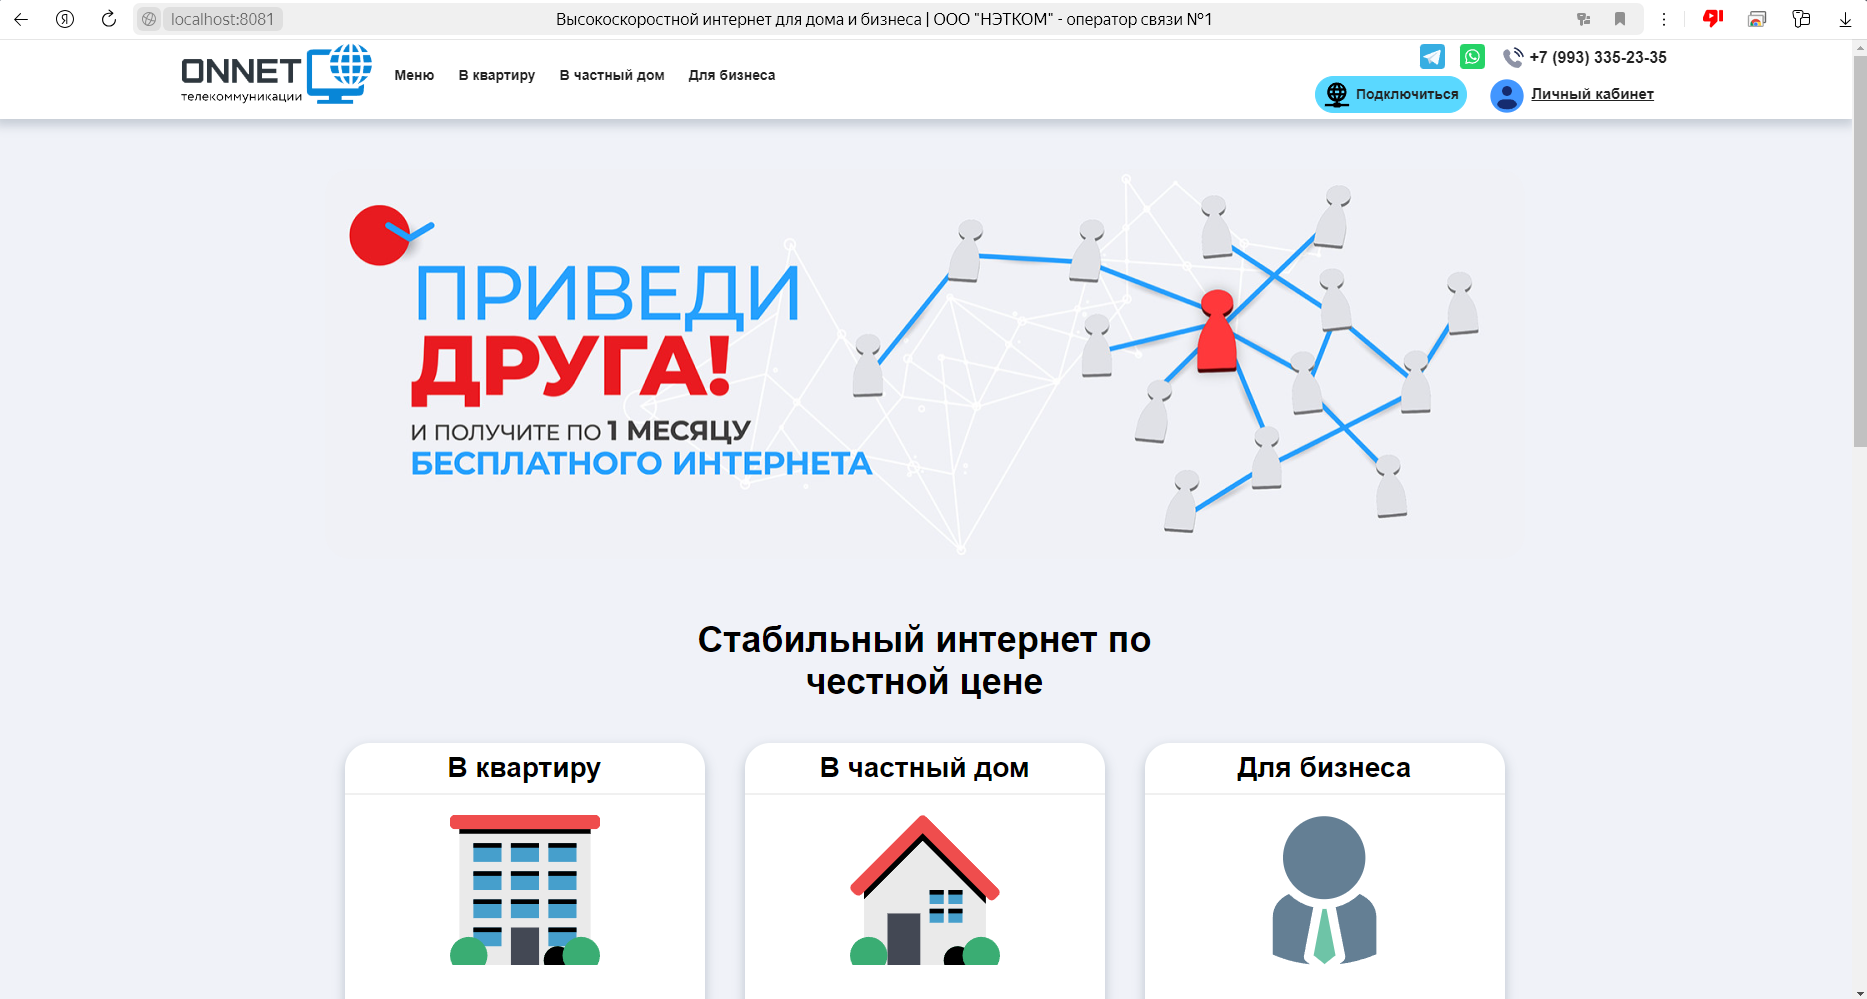 localhost:8081
Высокоскоростной интернет для дома и бизнеса | ООО "НЭТКОМ" - оператор связи №1
ONNET
телекоммуникации
Меню
В квартиру
В частный дом
Для бизнеса
+7 (993) 335-23-35
Подключиться
Личный кабинет
ПРИВЕДИ
ДРУГА!
И ПОЛУЧИТЕ ПО 1 МЕСЯЦУ
БЕСПЛАТНОГО ИНТЕРНЕТА
Стабильный интернет по
честной цене
В квартиру
В частный дом
Для бизнеса